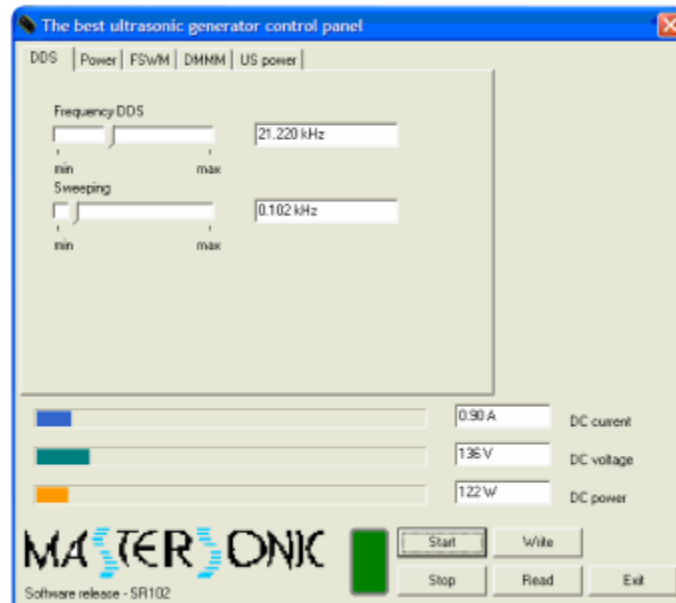 The best ultrasonic generator control panel
DDS Power FSWM DMMM US power
Frequency DDS
21.220 kHz
min max
Sweeping
0.102 kHz
min max
0.90 A DC current
136 V DC voltage
122 W DC power
MASTERSONIC
Start Write
Stop Read Exit
Software release - SR102